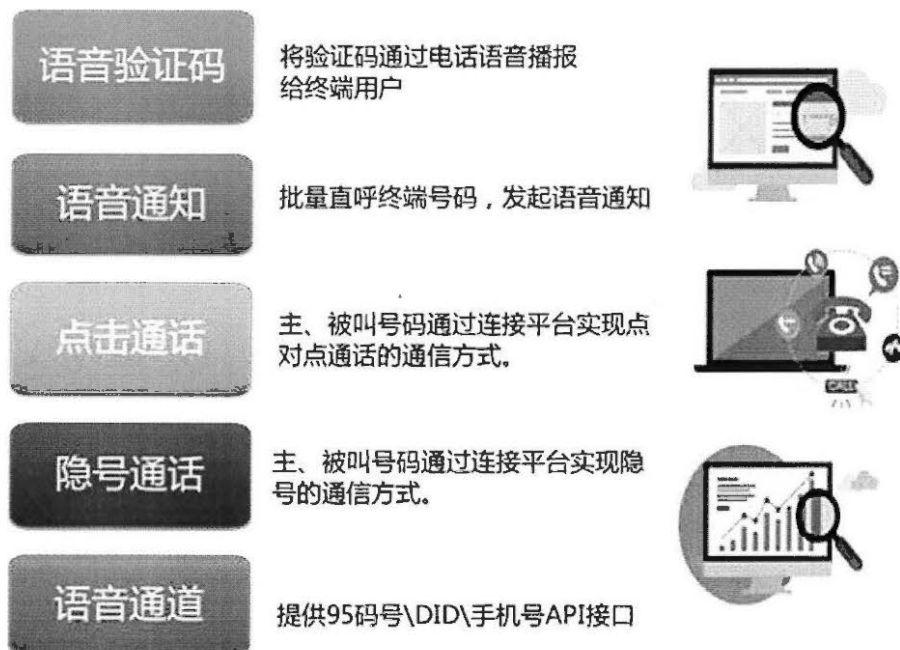 语音验证码
将验证码通过电话语音播报
给终端用户
语音通知
批量直呼终端号码，发起语音通知
点击通话
主、被叫号码通过连接平台实现点
对点通话的通信方式。
CALL
隐号通话
主、被叫号码通过连接平台实现隐
号的通信方式。
语音通道
提供95码号\DID\手机号API接口